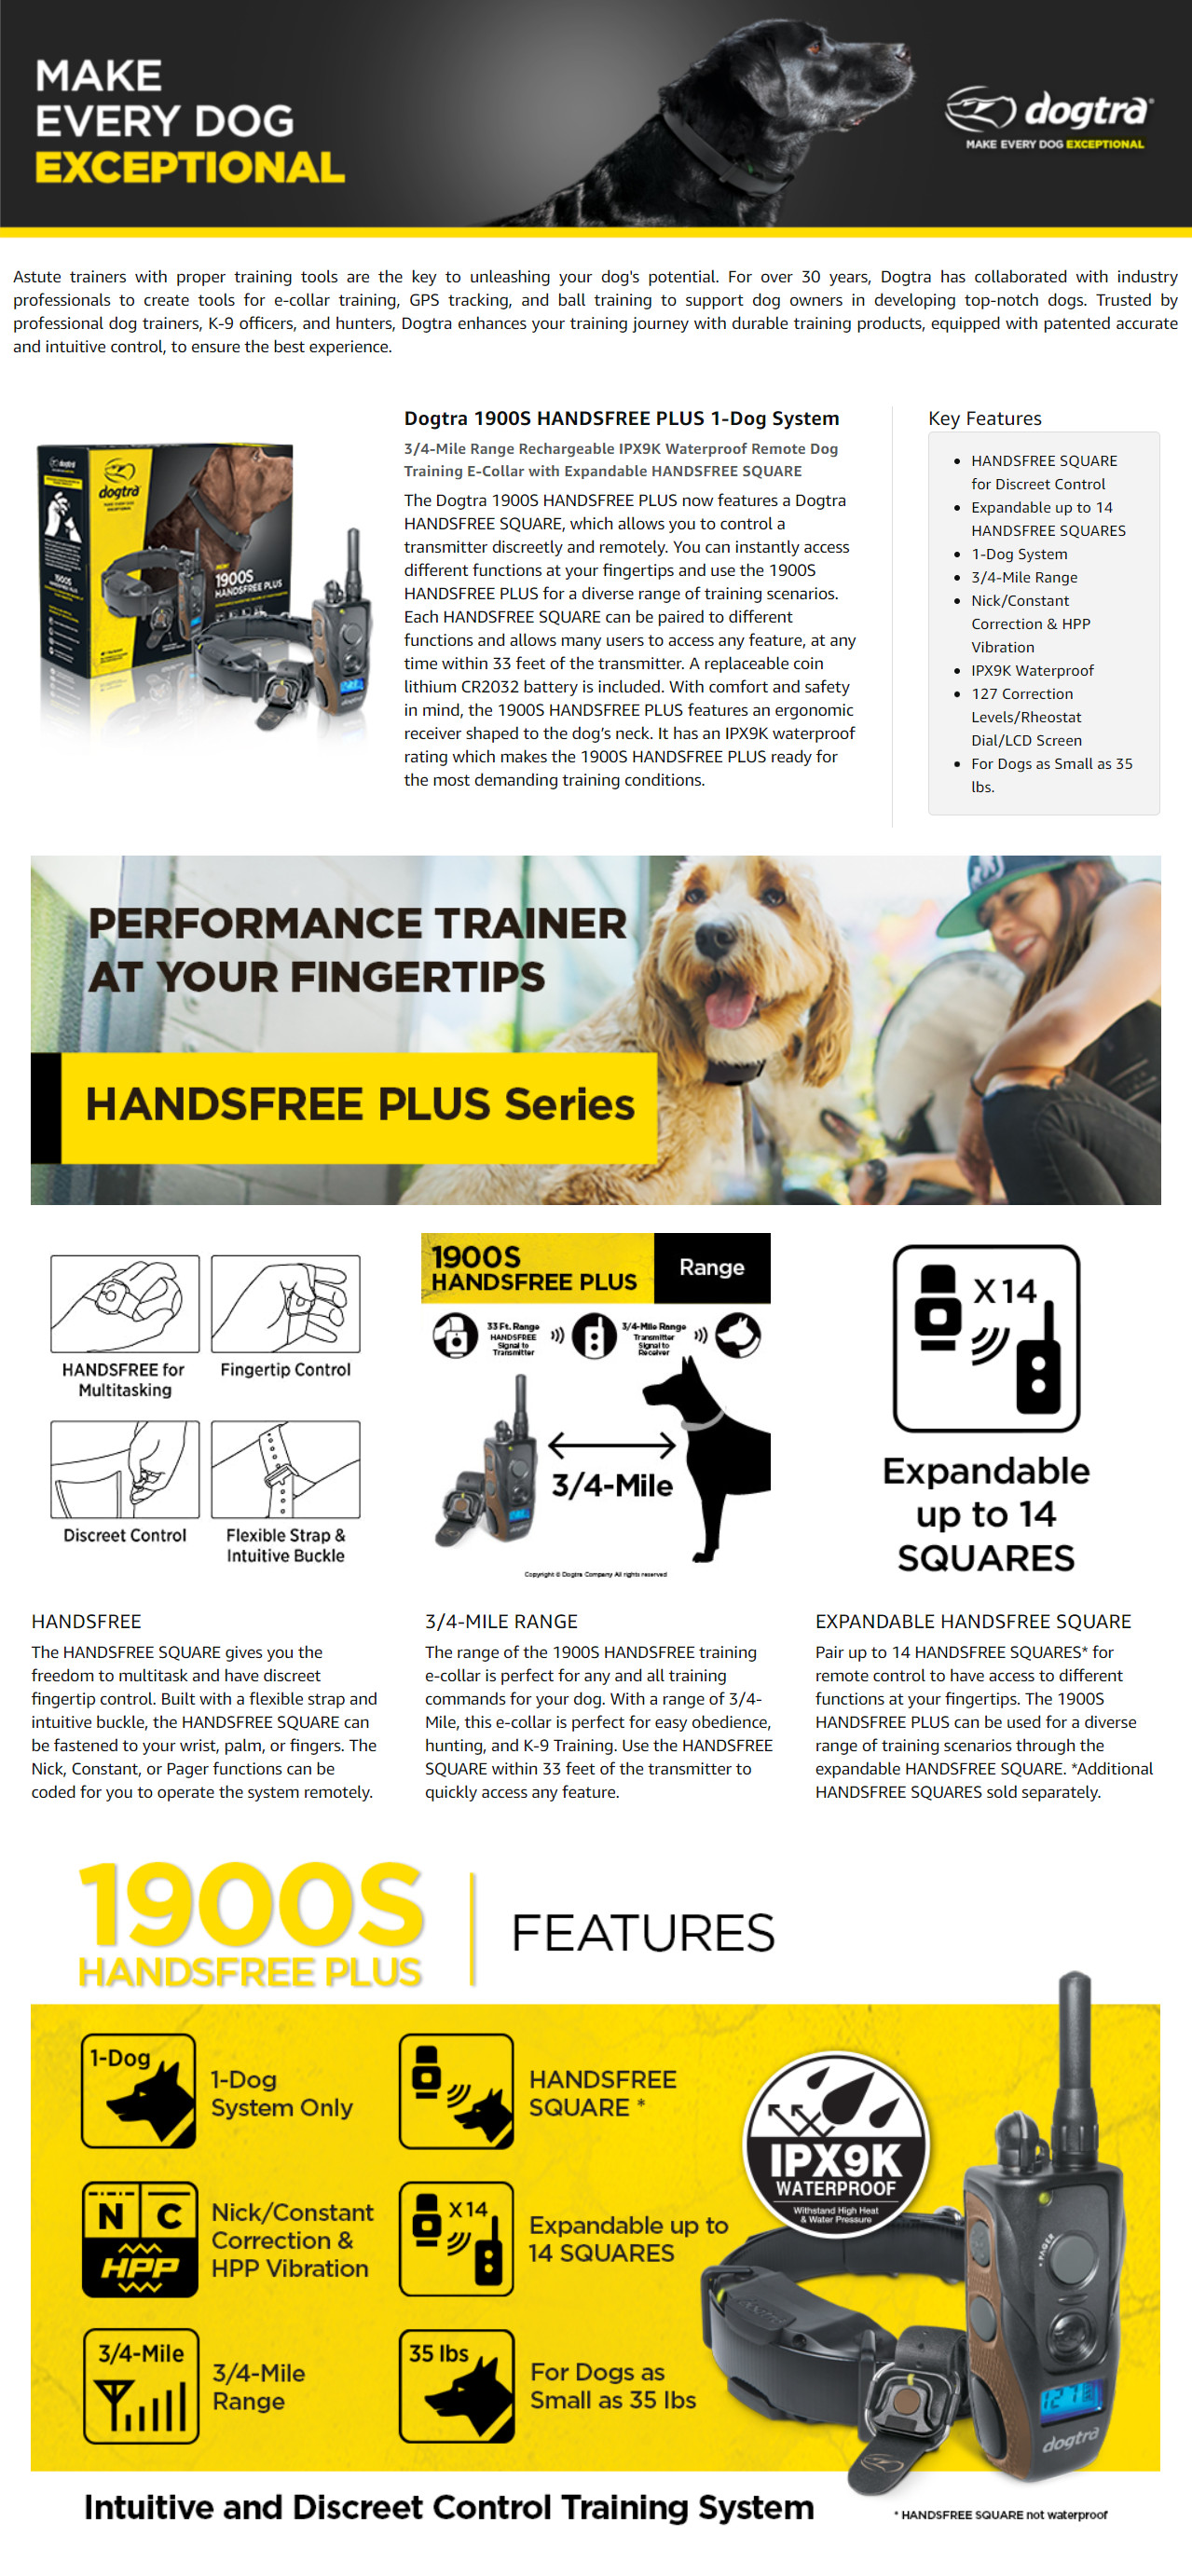 MAKE
EVERY DOG
EXCEPTIONAL
dogtra
MAKE EVERY DOG EXCEPTIONAL
Astute trainers with proper training tools are the key to unleashing your dog's potential. For over 30 years, Dogtra has collaborated with industry
professionals to create tools for e-collar training, GPS tracking, and ball training to support dog owners in developing top-notch dogs. Trusted by
professional dog trainers, K-9 officers, and hunters, Dogtra enhances your training journey with durable training products, equipped with patented accurate
and intuitive control, to ensure the best experience.
dogtra
1900S
HANDSFREE PLUS
Dogtra 1900S HANDSFREE PLUS 1-Dog System
3/4-Mile Range Rechargeable IPX9K Waterproof Remote Dog
Training E-Collar with Expandable HANDSFREE SQUARE
The Dogtra 1900S HANDSFREE PLUS now features a Dogtra
HANDSFREE SQUARE, which allows you to control a
transmitter discreetly and remotely. You can instantly access
different functions at your fingertips and use the 1900S
HANDSFREE PLUS for a diverse range of training scenarios.
Each HANDSFREE SQUARE can be paired to different
functions and allows many users to access any feature, at any
time within 33 feet of the transmitter. A replaceable coin
lithium CR2032 battery is included. With comfort and safety
in mind, the 1900S HANDSFREE PLUS features an ergonomic
receiver shaped to the dog’s neck. It has an IPX9K waterproof
rating which makes the 1900S HANDSFREE PLUS ready for
the most demanding training conditions.
Key Features
• HANDSFREE SQUARE
for Discreet Control
• Expandable up to 14
HANDSFREE SQUARES
• 1-Dog System
• 3/4-Mile Range
• Nick/Constant
Correction & HPP
Vibration
• IPX9K Waterproof
• 127 Correction
Levels/Rheostat
Dial/LCD Screen
• For Dogs as Small as 35
lbs.
PERFORMANCE TRAINER
AT YOUR FINGERTIPS
HANDSFREE PLUS Series
HANDSFREE for
Multitasking
Fingertip Control
Discreet Control
Flexible Strap &
Intuitive Buckle
1900S
HANDSFREE PLUS
Range
33 Ft. Range
HANDSFREE
Signal to
Transmitter
3/4-Mile Range
Transmitter
Signal to
Receiver
3/4-Mile
Copyright © Dogtra Company All rights reserved
X 14
Expandable
up to 14
SQUARES
HANDSFREE
The HANDSFREE SQUARE gives you the
freedom to multitask and have discreet
fingertip control. Built with a flexible strap and
intuitive buckle, the HANDSFREE SQUARE can
be fastened to your wrist, palm, or fingers. The
Nick, Constant, or Pager functions can be
coded for you to operate the system remotely.
3/4-MILE RANGE
The range of the 1900S HANDSFREE training
e-collar is perfect for any and all training
commands for your dog. With a range of 3/4-
Mile, this e-collar is perfect for easy obedience,
hunting, and K-9 Training. Use the HANDSFREE
SQUARE within 33 feet of the transmitter to
quickly access any feature.
EXPANDABLE HANDSFREE SQUARE
Pair up to 14 HANDSFREE SQUARES* for
remote control to have access to different
functions at your fingertips. The 1900S
HANDSFREE PLUS can be used for a diverse
range of training scenarios through the
expandable HANDSFREE SQUARE. *Additional
HANDSFREE SQUARES sold separately.
1900S
HANDSFREE PLUS
FEATURES
1-Dog
1-Dog
System Only
HANDSFREE
SQUARE *
N C
HPP
Nick/Constant
Correction &
HPP Vibration
X 14
Expandable up to
14 SQUARES
3/4-Mile
3/4-Mile
Range
35 lbs
For Dogs as
Small as 35 lbs
IPX9K
WATERPROOF
Withstand High Heat
& Water Pressure
PAGER
127
dogtra
Intuitive and Discreet Control Training System
* HANDSFREE SQUARE not waterproof